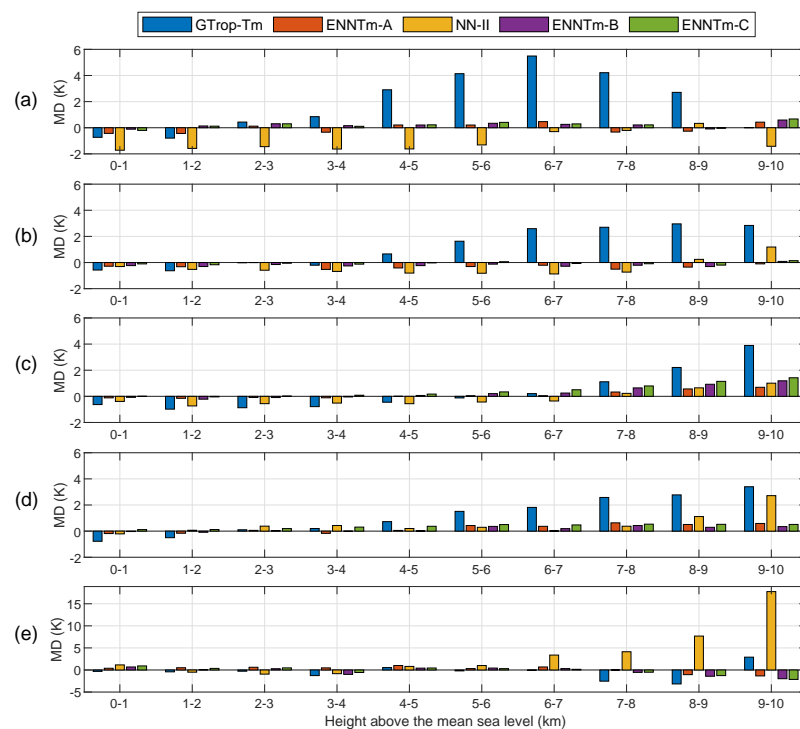 GTrop-Tm ENNTm-A NN-II ENNTm-B ENNTm-C
(a)
MD (K)
6
4
2
0
-2
0-1 1-2 2-3 3-4 4-5 5-6 6-7 7-8 8-9 9-10
(b)
MD (K)
6
4
2
0
-2
0-1 1-2 2-3 3-4 4-5 5-6 6-7 7-8 8-9 9-10
(c)
MD (K)
6
4
2
0
-2
0-1 1-2 2-3 3-4 4-5 5-6 6-7 7-8 8-9 9-10
(d)
MD (K)
6
4
2
0
-2
0-1 1-2 2-3 3-4 4-5 5-6 6-7 7-8 8-9 9-10
(e)
MD (K)
15
10
5
0
-5
0-1 1-2 2-3 3-4 4-5 5-6 6-7 7-8 8-9 9-10
Height above the mean sea level (km)